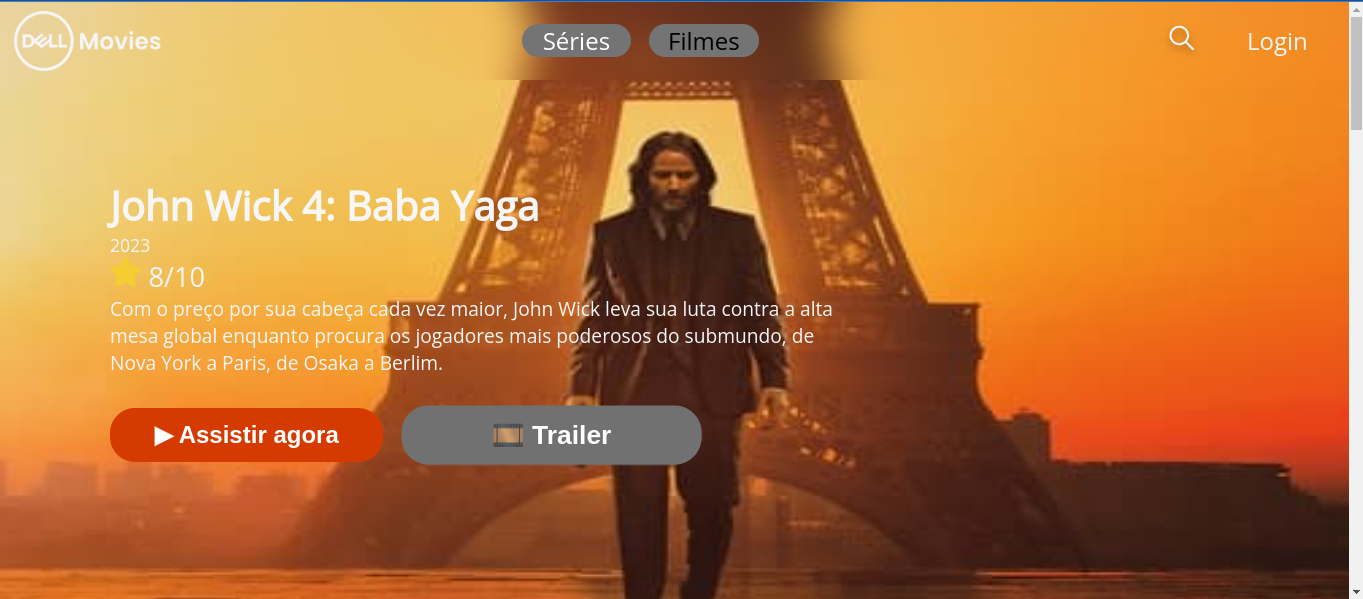 DELL Movies
Séries
Filmes
Login
John Wick 4: Baba Yaga
2023
8/10
Com o preço por sua cabeça cada vez maior, John Wick leva sua luta contra a alta
mesa global enquanto procura os jogadores mais poderosos do submundo, de
Nova York a Paris, de Osaka a Berlim.
▶ Assistir agora
🎞️ Trailer